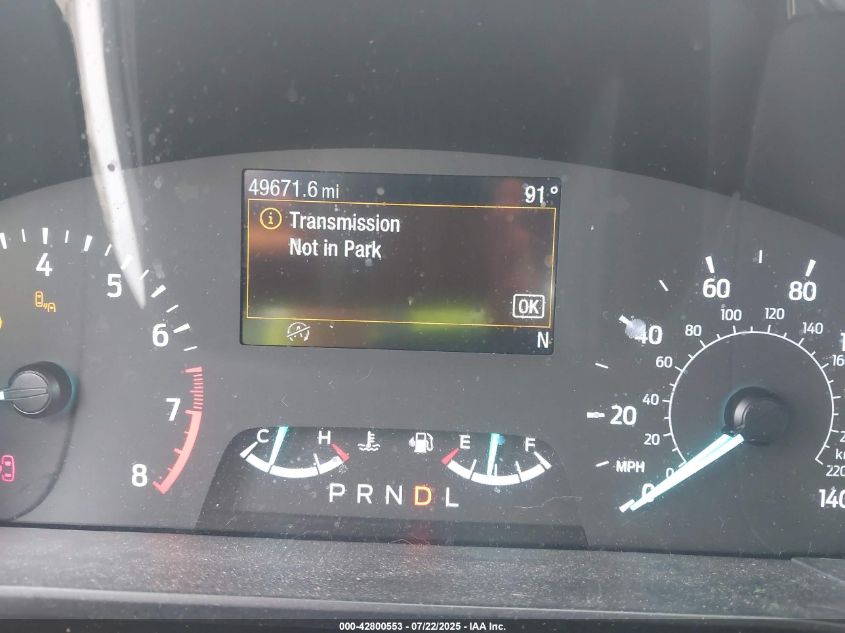 49671.6 mi 91°
Transmission
Not in Park
OK
N
4
5
6
7
8
C H E F
P R N D L
0 20 40 60 80
MPH
0 20 40 60 80 100 120 140
220
140
000-42800553 - 07/22/2025 - IAA Inc.